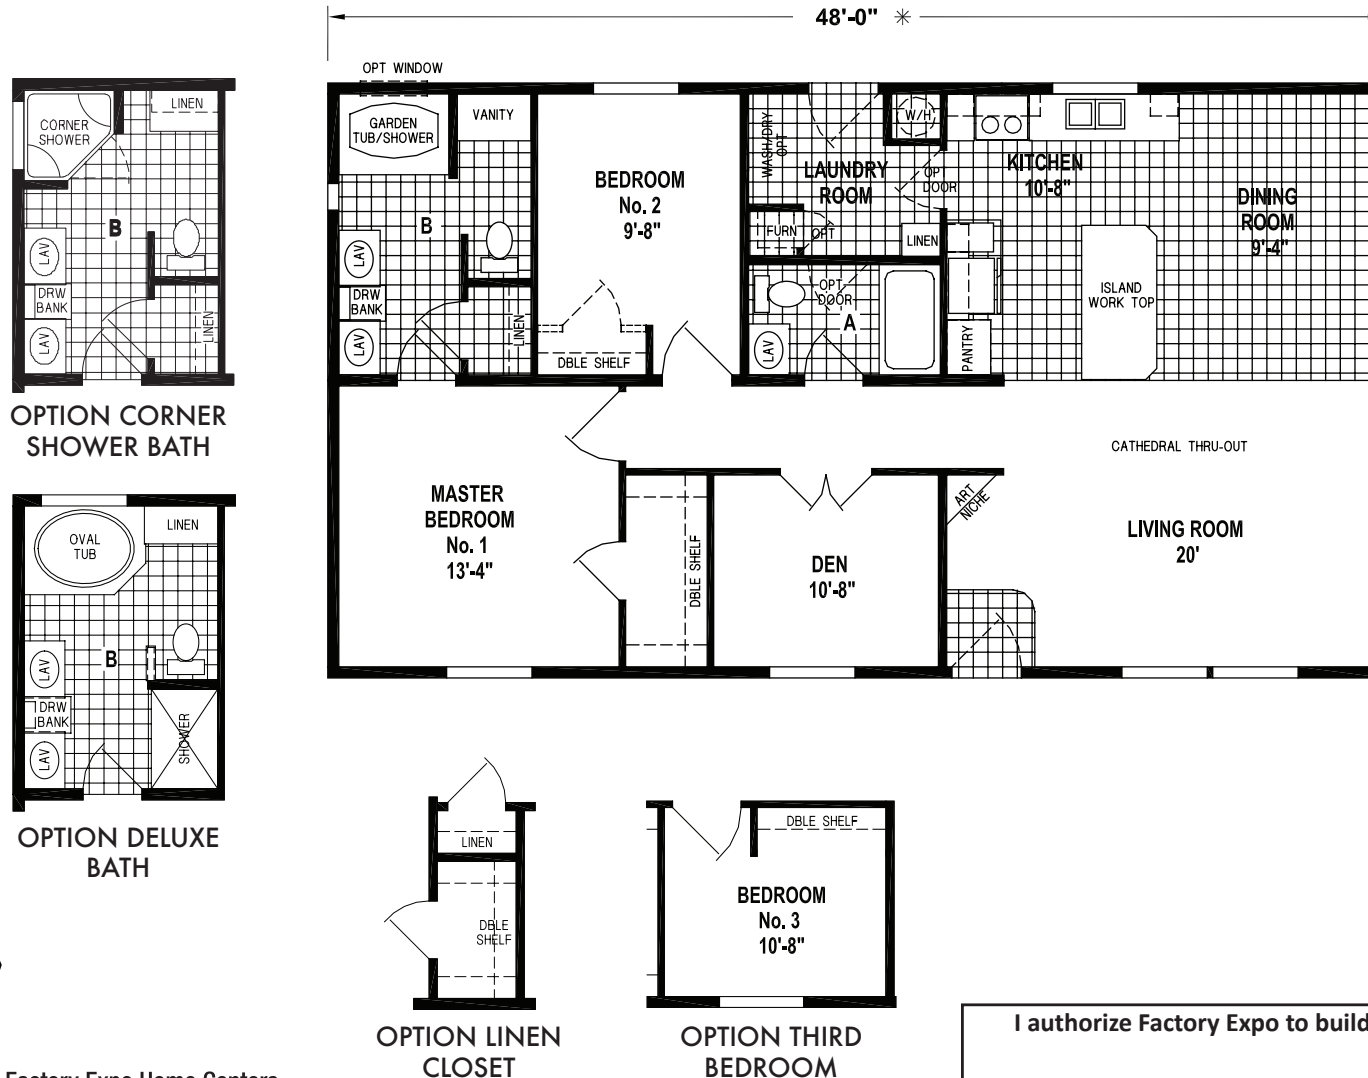 48'-0" ✳
OPT WINDOW
LINEN
CORNER
SHOWER
B
LAV
DRW
BANK
LAV
LINEN
OPTION CORNER
SHOWER BATH
GARDEN
TUB/SHOWER
VANITY
B
LAV
DRW
BANK
LAV
LINEN
BEDROOM
No. 2
9'-8"
DBLE SHELF
WASH/DRY
OPT
LAUNDRY
ROOM
W/H
OPT
DOOR
FURN
OPT
LINEN
OPT
DOOR
A
LAV
KITCHEN
10'-8"
PANTRY
ISLAND
WORK TOP
DINING
ROOM
9'-4"
CATHEDRAL THRU-OUT
MASTER
BEDROOM
No. 1
13'-4"
DBLE SHELF
DEN
10'-8"
ART
NICHE
LIVING ROOM
20'
OVAL
TUB
LINEN
B
LAV
DRW
BANK
LAV
SHOWER
OPTION DELUXE
BATH
LINEN
DBLE
SHELF
OPTION LINEN
CLOSET
DBLE SHELF
BEDROOM
No. 3
10'-8"
OPTION THIRD
BEDROOM
I authorize Factory Expo to build
Factory Expo Home Centers